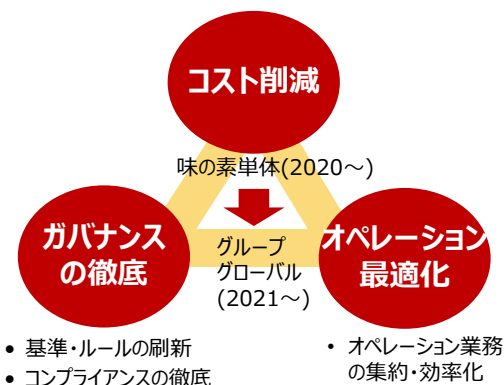 コスト削減
味の素単体(2020～)
ガバナンス
の徹底
グループ
グローバル
(2021～)
オペレーション
最適化
• 基準・ルールの刷新
• コンプライアンスの徹底
• オペレーション業務
の集約・効率化